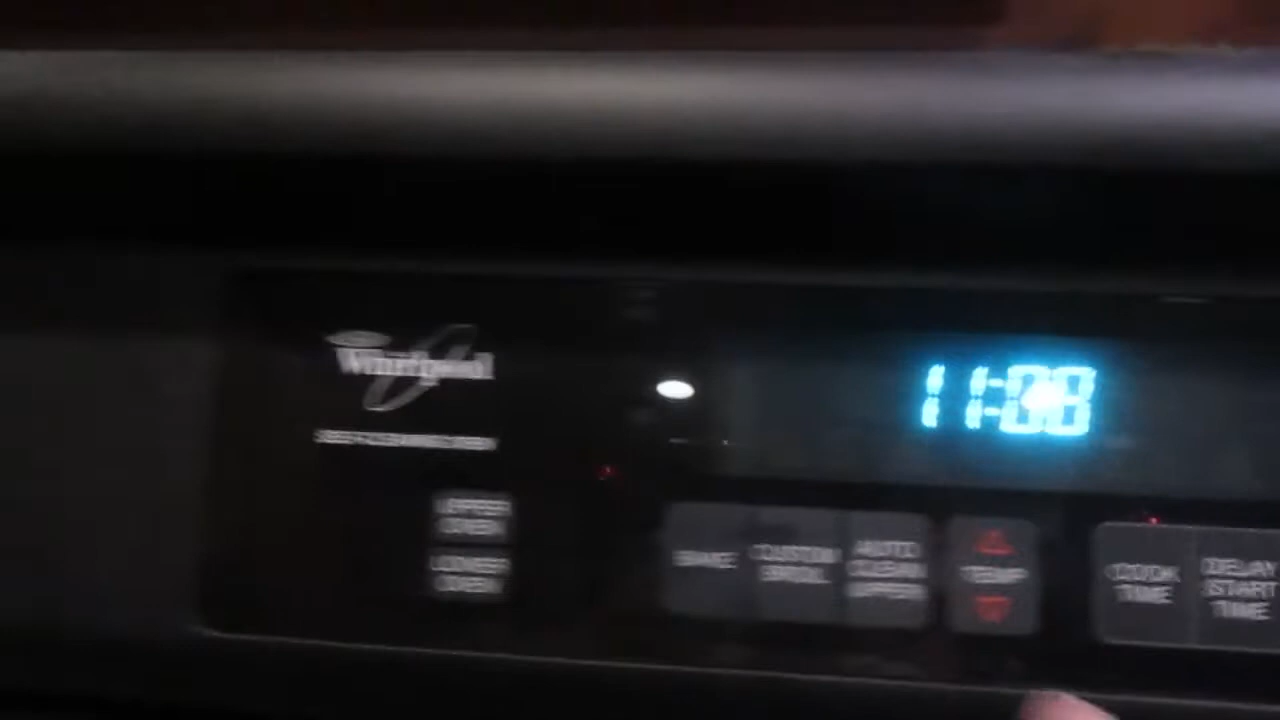 Whirlpool
11:08
UPPER
OVEN
LOWER
OVEN
BAKE
CUSTOM
BROIL
AUTO
CLEAN
UPPER
TEMP
COOK
TIME
DELAY
START
TIME